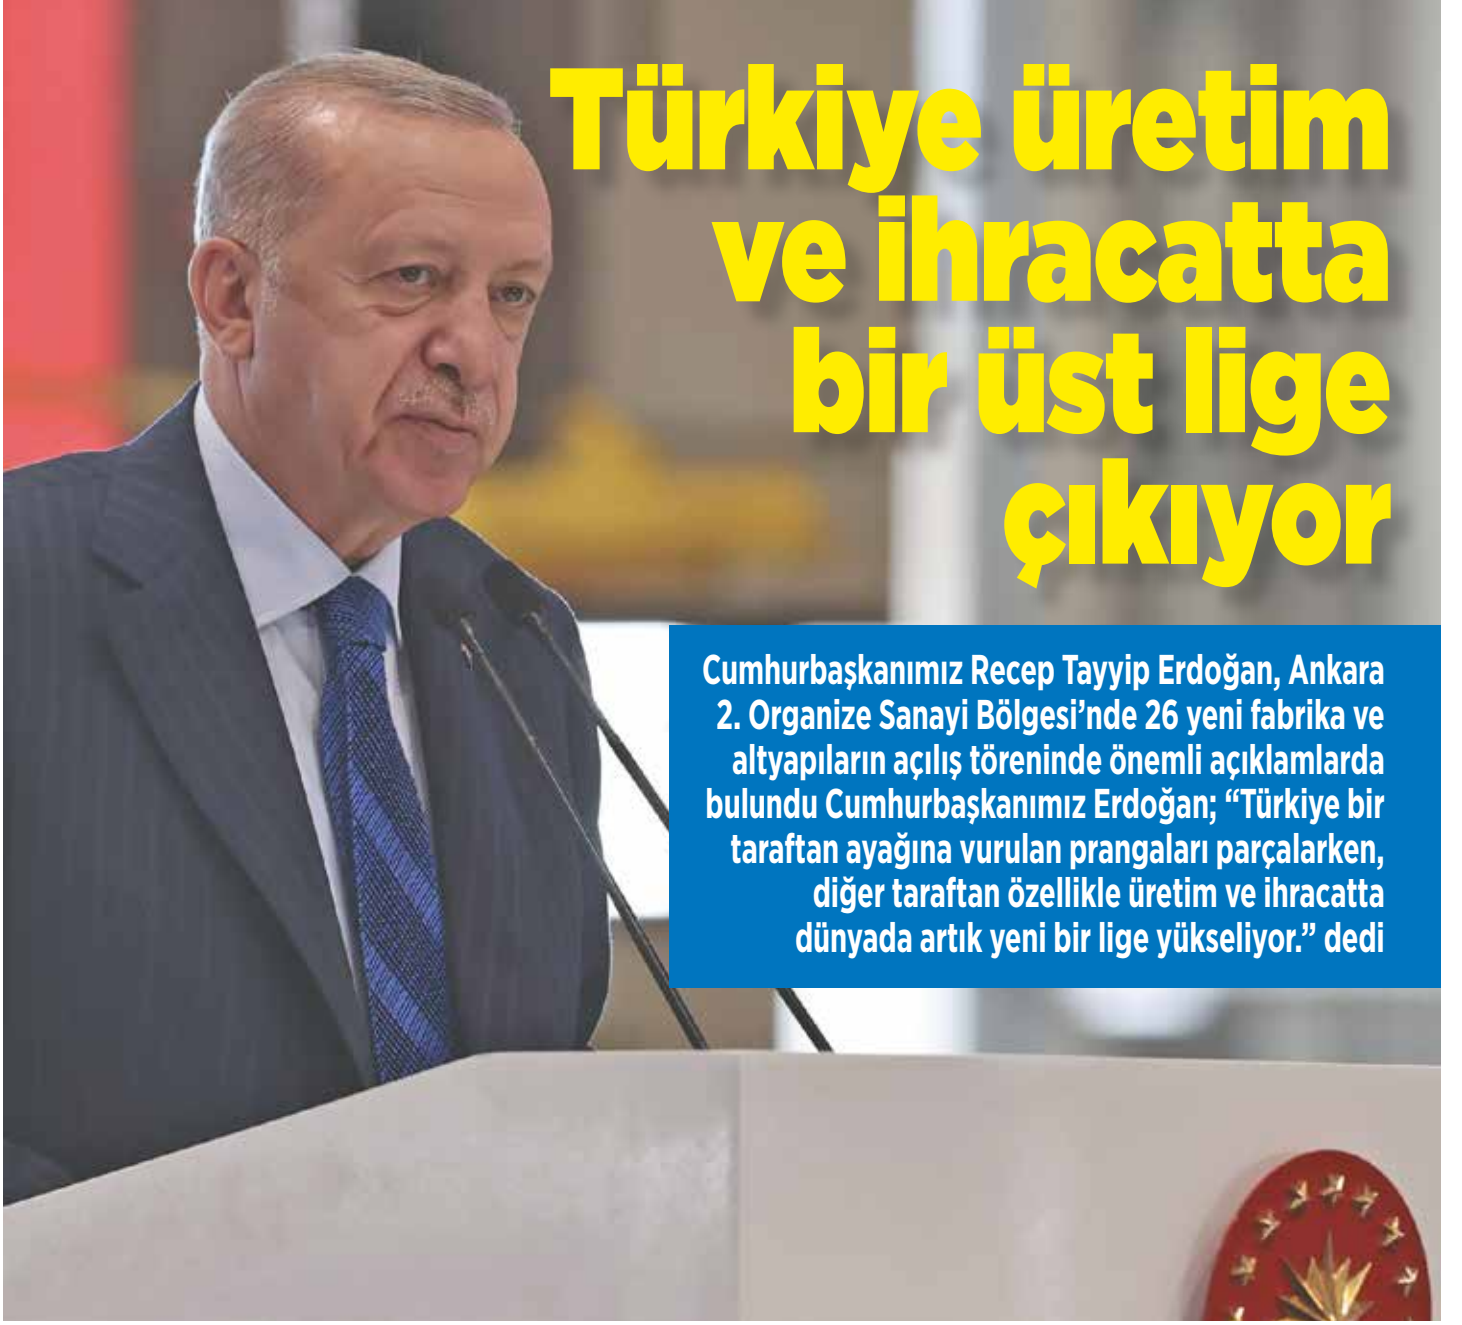 Türkiye üretim
ve ihracatta
bir üst lige
çıkıyor
Cumhurbaşkanımız Recep Tayyip Erdoğan, Ankara
2. Organize Sanayi Bölgesi’nde 26 yeni fabrika ve
altyapıların açılış töreninde önemli açıklamlarda
bulundu Cumhurbaşkanımız Erdoğan; “Türkiye bir
taraftan ayağına vurulan prangaları parçalarken,
diğer taraftan özellikle üretim ve ihracatta
dünyada artık yeni bir lige yükseliyor.” dedi